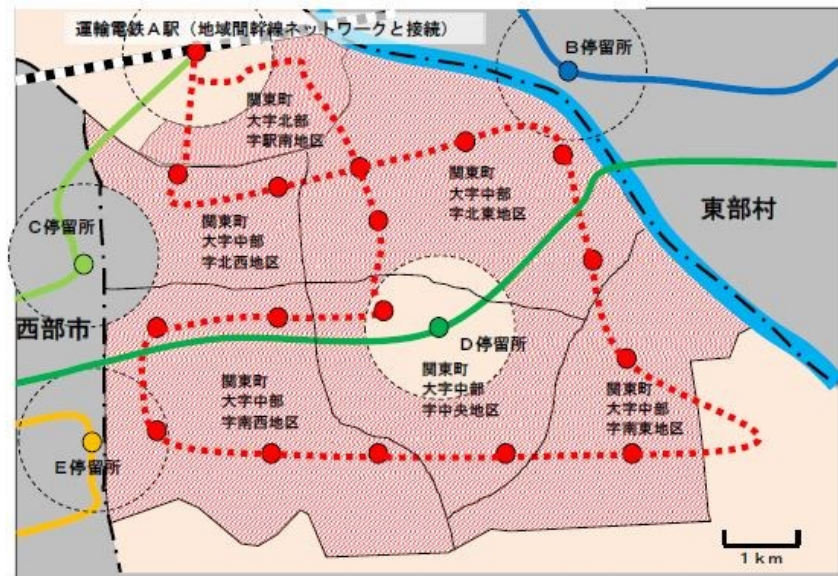 運輸電鉄A駅（地域間幹線ネットワークと接続）
B停留所
関東町
大字北部
字駅南地区
関東町
大字中部
字北東地区
C停留所
関東町
大字中部
字北西地区
東部村
西部市
D停留所
関東町
大字中部
字南西地区
関東町
大字中部
字中央地区
関東町
大字中部
字南東地区
E停留所
1km